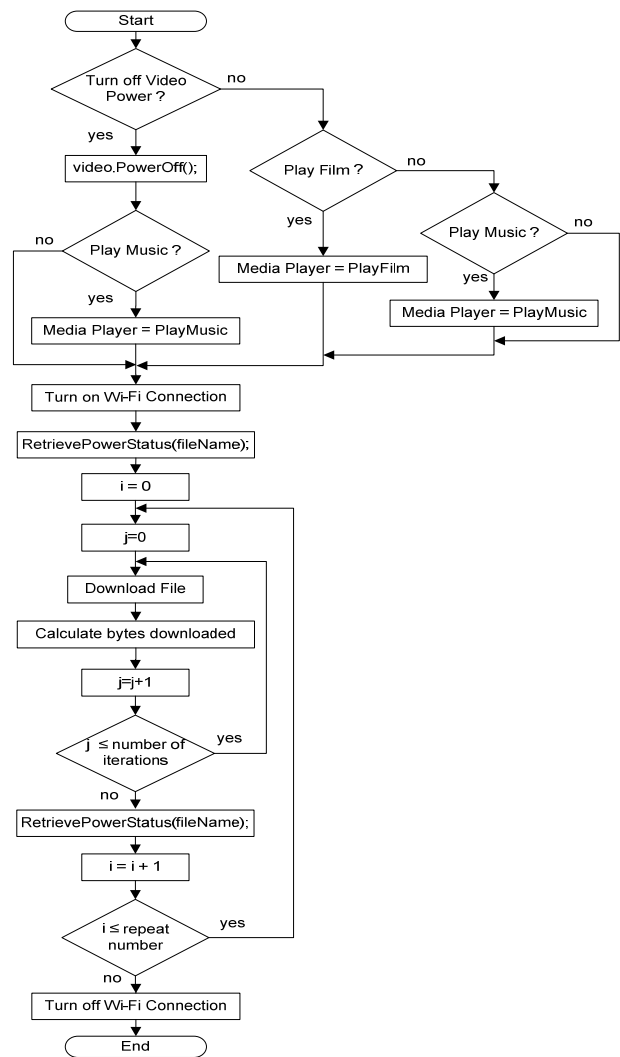 Start
Turn off Video
Power ?
no
yes
video.PowerOff();
Play Film ?
no
yes
Play Music ?
no
yes
Play Music ?
no
yes
Media Player = PlayFilm
Media Player = PlayMusic
Media Player = PlayMusic
Turn on Wi-Fi Connection
RetrievePowerStatus(fileName);
i = 0
j=0
Download File
Calculate bytes downloaded
j=j+1
j ≤ number of
iterations
yes
no
RetrievePowerStatus(fileName);
i = i + 1
i ≤ repeat
number
yes
no
Turn off Wi-Fi Connection
End